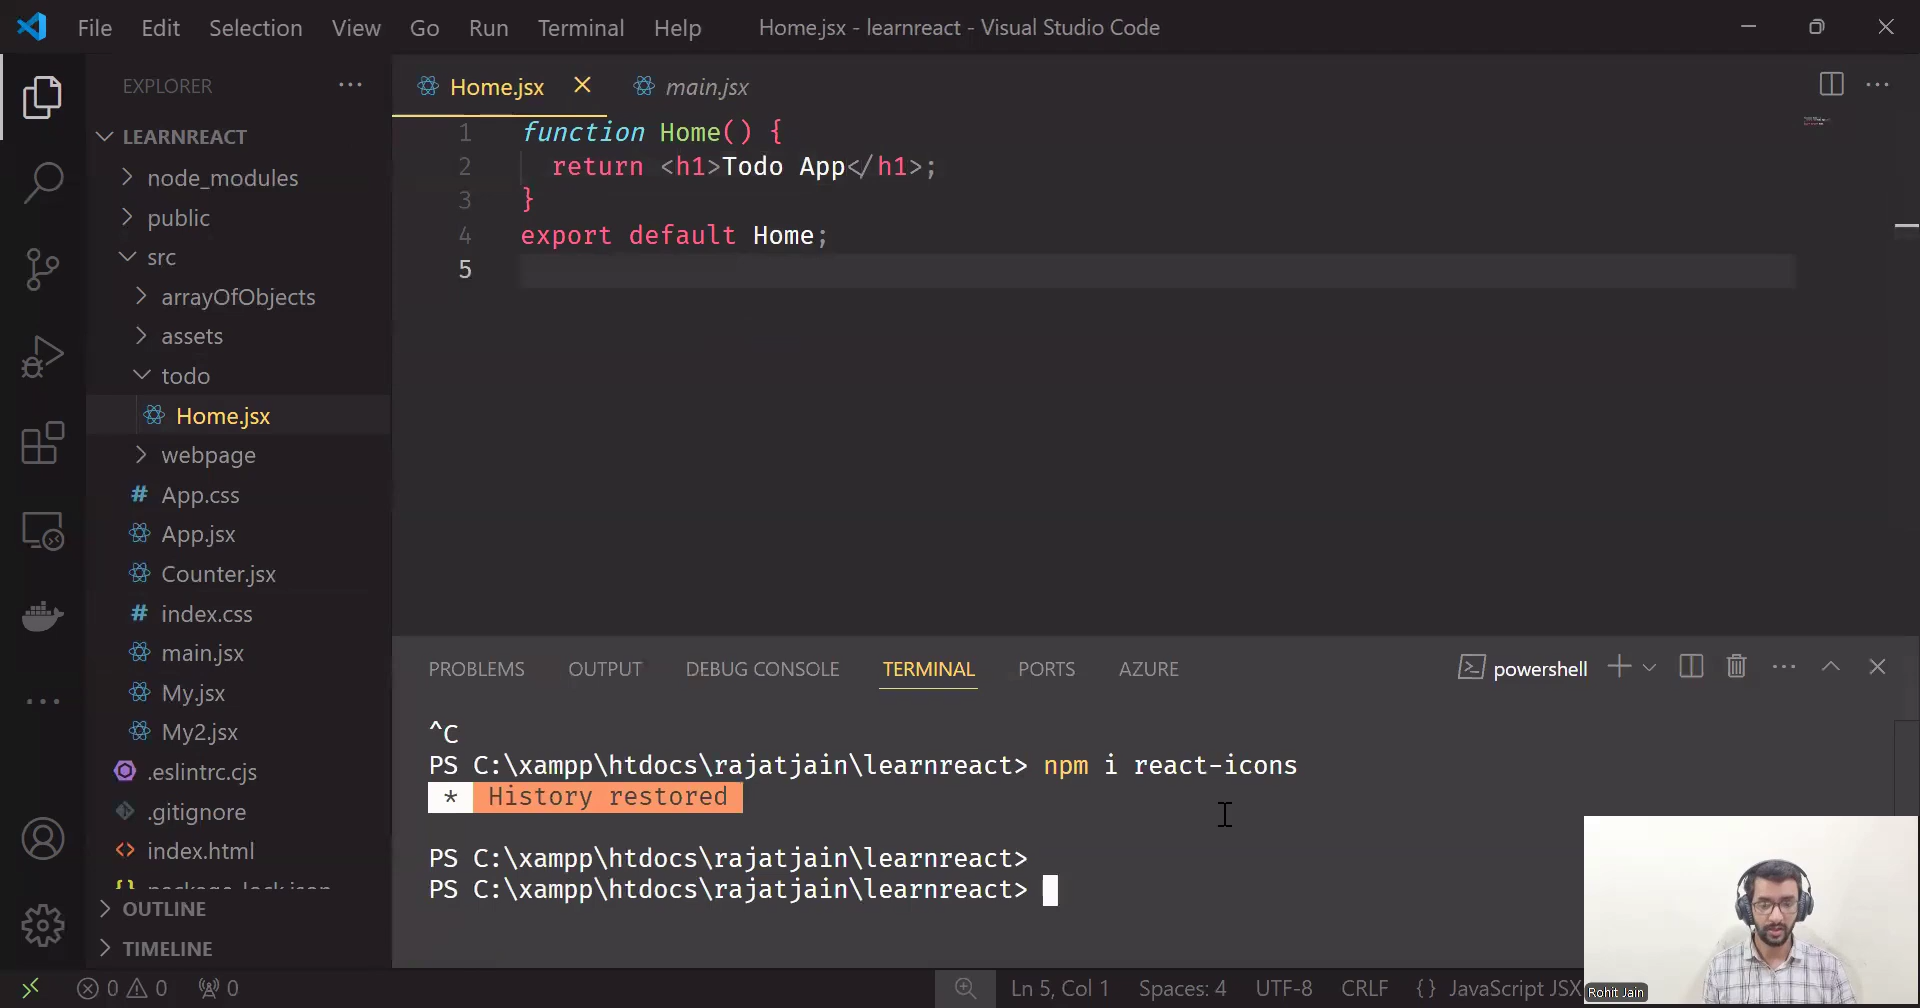 File Edit Selection View Go Run Terminal Help Home.jsx - learnreact - Visual Studio Code
EXPLORER ...
LEARNREACT
node_modules
public
src
arrayOfObjects
assets
todo
Home.jsx
webpage
App.css
App.jsx
Counter.jsx
index.css
main.jsx
My.jsx
My2.jsx
.eslintrc.cjs
.gitignore
index.html
package-lock.json
OUTLINE
TIMELINE
Home.jsx main.jsx
1 function Home() {
2 return <h1>Todo App</h1>;
3 }
4 export default Home;
5
PROBLEMS OUTPUT DEBUG CONSOLE TERMINAL PORTS AZURE powershell
^C
PS C:\xampp\htdocs\rajatjain\learnreact> npm i react-icons
* History restored
PS C:\xampp\htdocs\rajatjain\learnreact>
PS C:\xampp\htdocs\rajatjain\learnreact>
Rohit Jain
0 0 0 Ln 5, Col 1 Spaces: 4 UTF-8 CRLF {} JavaScript JSX